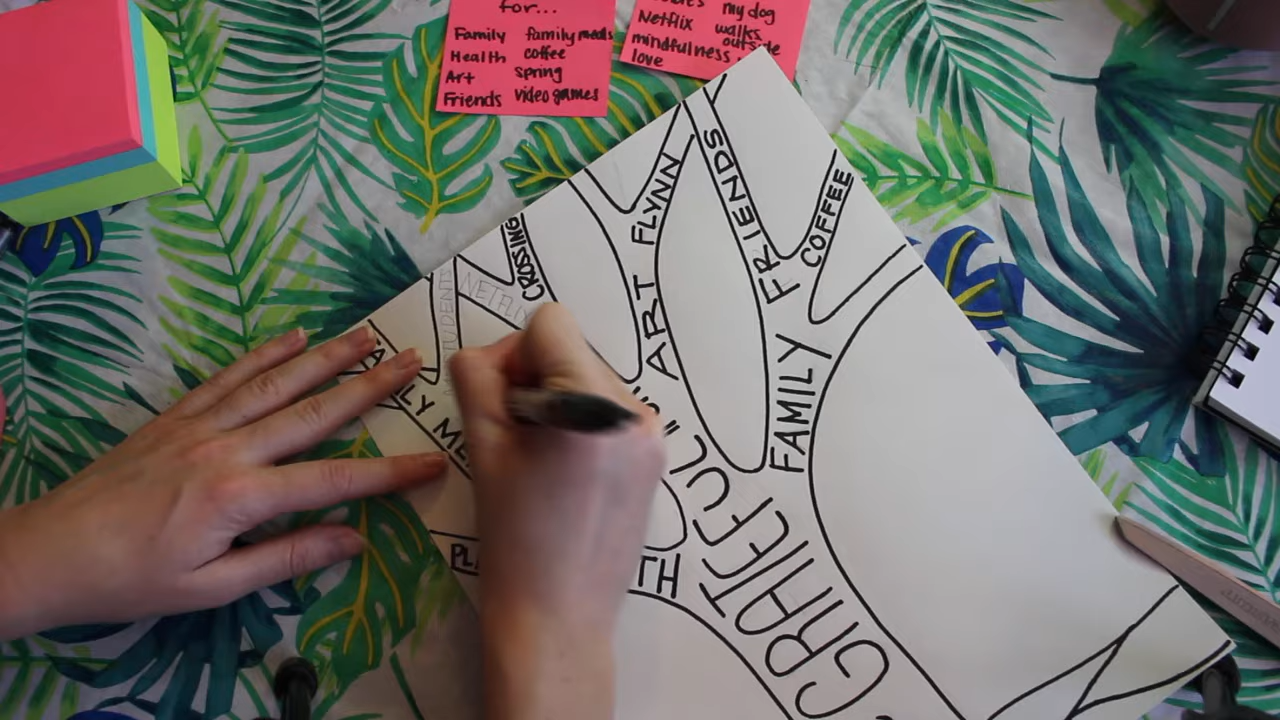 for...
Family family meals
Health coffee
Art spring
Friends video games
my dog
Netflix walks
mindfulness outside
love
FRIENDS
FLYNN
COFFEE
CROSSING
NETFLIX
ART
FAMILY
GRATEFUL